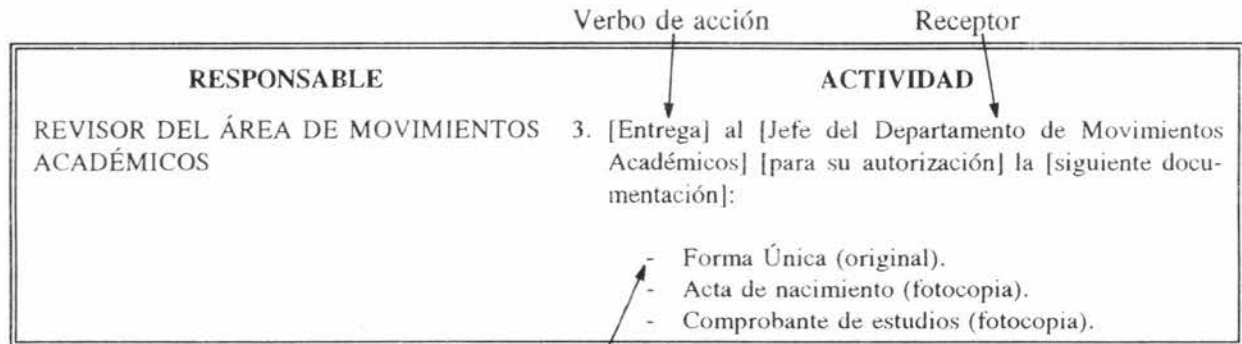 Verbo de acción Receptor
RESPONSABLE ACTIVIDAD
REVISOR DEL ÁREA DE MOVIMIENTOS 3. [Entrega] al [Jefe del Departamento de Movimientos
ACADÉMICOS Académicos] [para su autorización] la [siguiente docu-
mentación]:
- Forma Única (original).
- Acta de nacimiento (fotocopia).
- Comprobante de estudios (fotocopia).